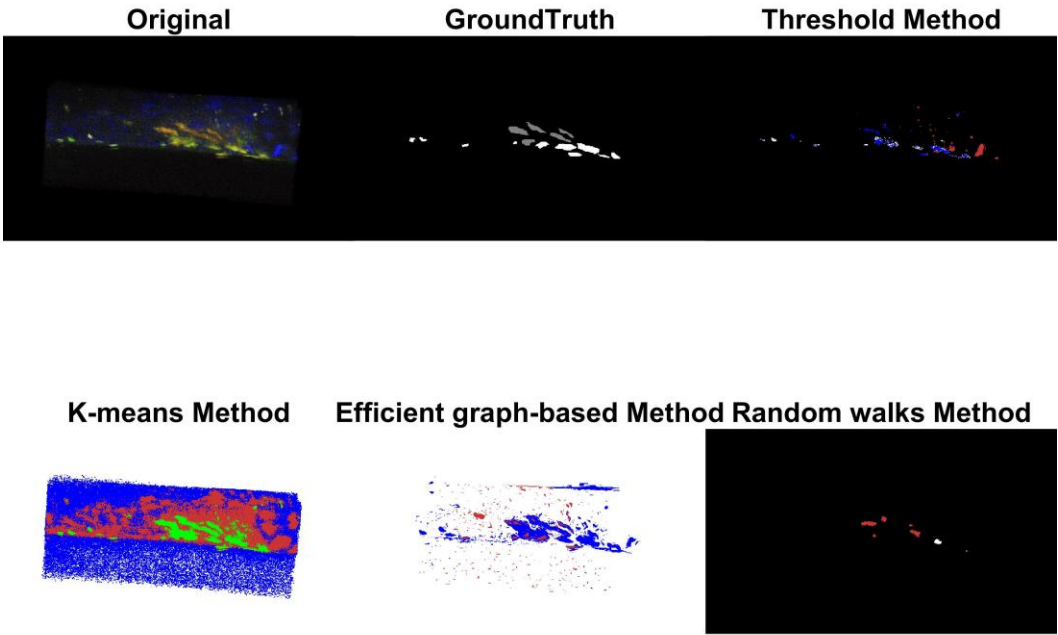 Original GroundTruth Threshold Method
K-means Method Efficient graph-based Method Random walks Method